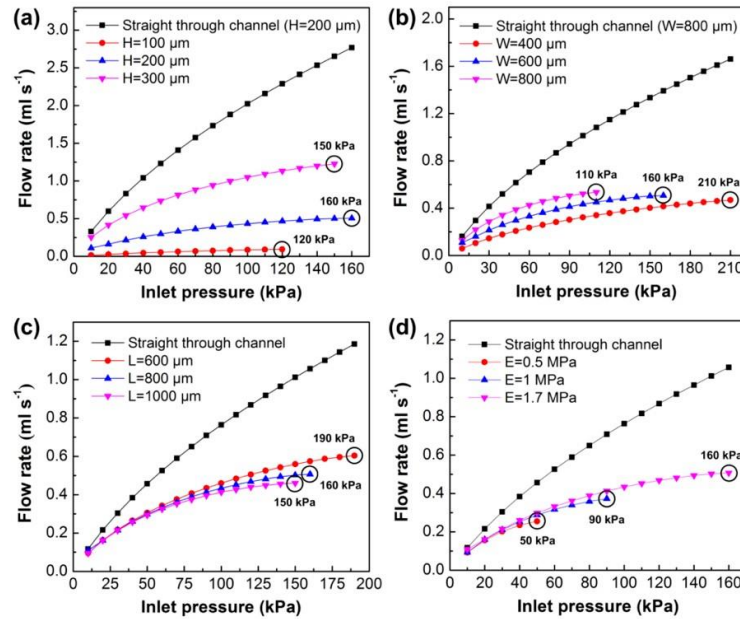 (a)
Straight through channel (H=200 μm)
H=100 μm
H=200 μm
H=300 μm
150 kPa
160 kPa
120 kPa
3.0
2.5
2.0
1.5
1.0
0.5
0.0
Flow rate (ml s⁻¹)
0 20 40 60 80 100 120 140 160
Inlet pressure (kPa)
(b)
Straight through channel (W=800 μm)
W=400 μm
W=600 μm
W=800 μm
110 kPa
160 kPa
210 kPa
2.0
1.6
1.2
0.8
0.4
0.0
Flow rate (ml s⁻¹)
0 30 60 90 120 150 180 210
Inlet pressure (kPa)
(c)
Straight through channel
L=600 μm
L=800 μm
L=1000 μm
190 kPa
160 kPa
150 kPa
1.2
1.0
0.8
0.6
0.4
0.2
0.0
Flow rate (ml s⁻¹)
0 25 50 75 100 125 150 175 200
Inlet pressure (kPa)
(d)
Straight through channel
E=0.5 MPa
E=1 MPa
E=1.7 MPa
160 kPa
90 kPa
50 kPa
1.2
1.0
0.8
0.6
0.4
0.2
0.0
Flow rate (ml s⁻¹)
0 20 40 60 80 100 120 140 160
Inlet pressure (kPa)